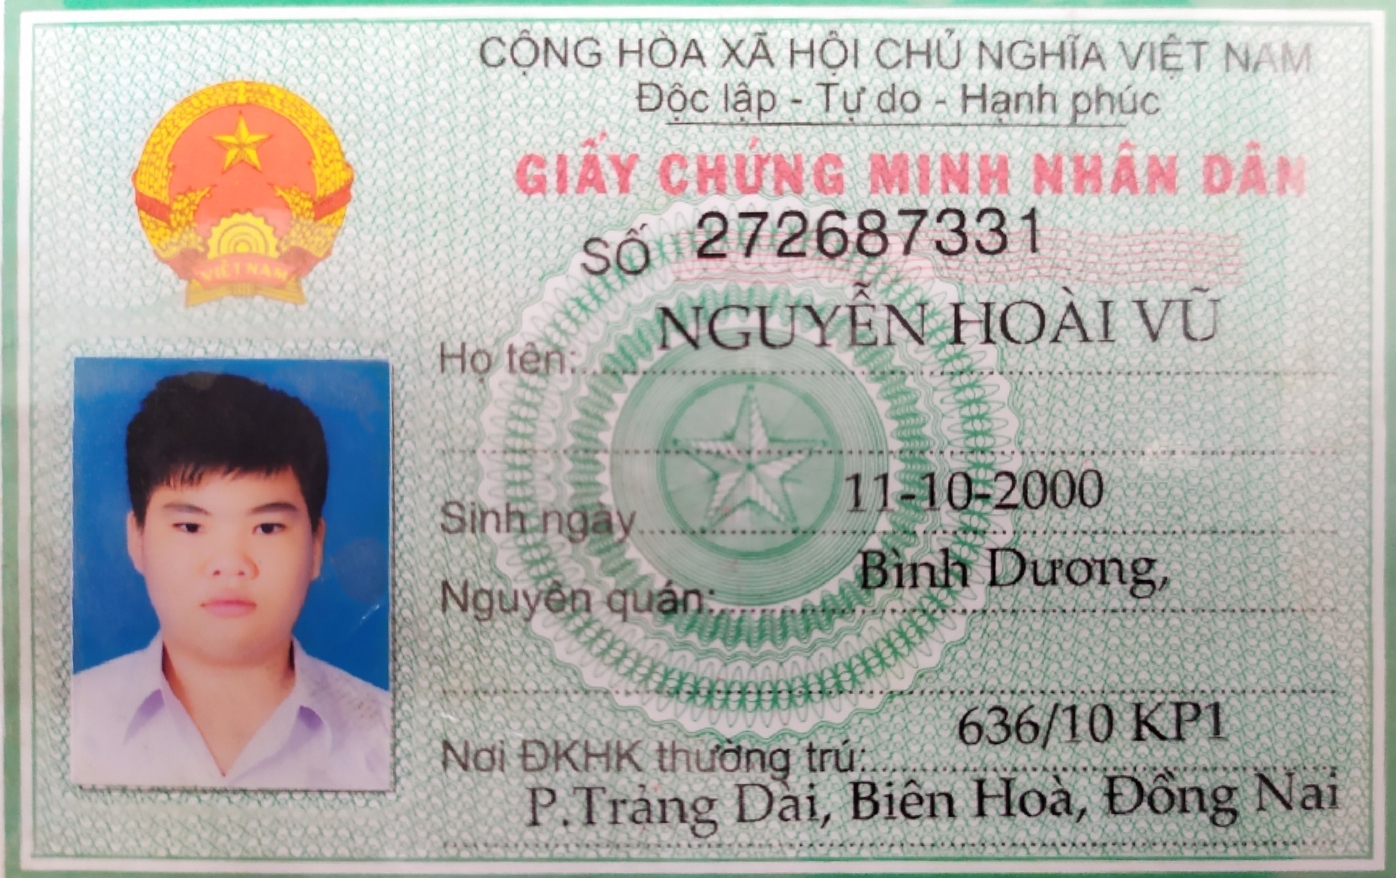 CỘNG HÒA XÃ HỘI CHỦ NGHĨA VIỆT NAM
Độc lập - Tự do - Hạnh phúc
GIẤY CHỨNG MINH NHÂN DÂN
SỐ 272687331
VIỆT NAM
Họ tên: NGUYỄN HOÀI VŨ
Sinh ngày 11-10-2000
Nguyên quán: Bình Dương,
Nơi ĐKHK thường trú: 636/10 KP1
P.Trảng Dài, Biên Hoà, Đồng Nai